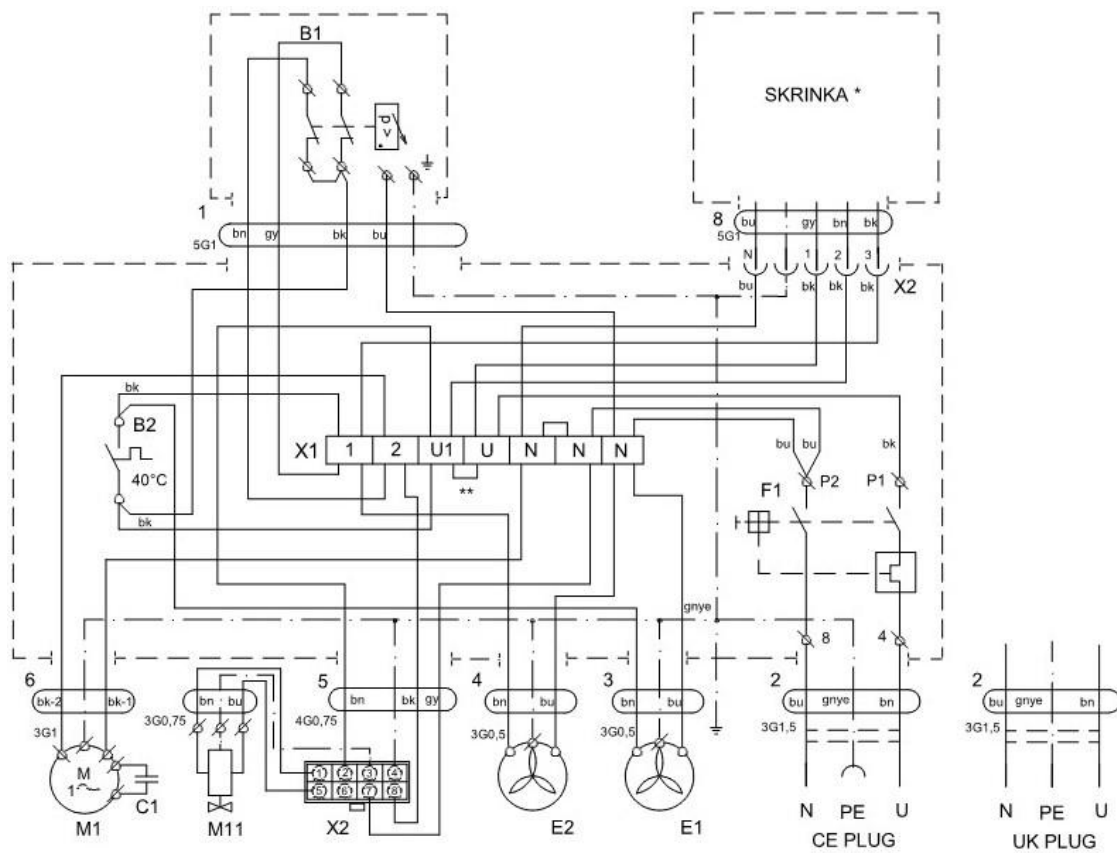 B1
SKRINKA *
p
v
1
5G1
bn gy bk bu
8
5G1
bu gy bn bk
N 1 2 3
X2
bu bk bk bk
bk
B2
40°C
bk
X1 1 2 U1 U N N N
**
bu bu bk
P2 P1
F1
gnye
8 4
6
bk-2 bk-1
3G1
bn bu
3G0,75
5
bn bk gy
4G0,75
4
bn bu
3G0,5
3
bn bu
3G0,5
2
bu gnye bn
3G1,5
2
bu gnye bn
3G1,5
M
1~
C1
M1
M11
1 2 3 4
5 6 7 8
X2
E2
E1
N PE U
CE PLUG
N PE U
UK PLUG